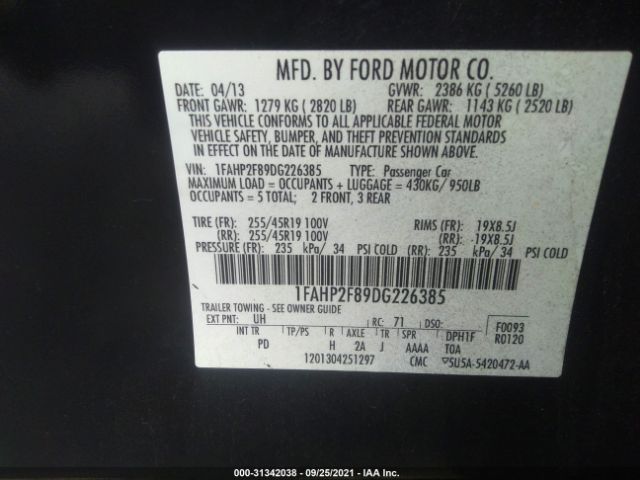 MFD. BY FORD MOTOR CO.
DATE: 04/13 GVWR: 2386 KG ( 5260 LB)
FRONT GAWR: 1279 KG ( 2820 LB) REAR GAWR: 1143 KG ( 2520 LB)
THIS VEHICLE CONFORMS TO ALL APPLICABLE FEDERAL MOTOR
VEHICLE SAFETY, BUMPER, AND THEFT PREVENTION STANDARDS
IN EFFECT ON THE DATE OF MANUFACTURE SHOWN ABOVE.
VIN: 1FAHP2F89DG226385 TYPE: Passenger Car
MAXIMUM LOAD = OCCUPANTS + LUGGAGE = 430KG/ 950LB
OCCUPANTS = 5 TOTAL; 2 FRONT, 3 REAR
TIRE (FR): 255/45R19 100V RIMS (FR): 19X8.5J
(RR): 255/45R19 100V (RR): 19X8.5J
PRESSURE (FR): 235 kPa/ 34 PSI COLD (RR): 235 kPa/ 34 PSI COLD
1FAHP2F89DG226385
TRAILER TOWING - SEE OWNER GUIDE
EXT PNT: UH RC: 71 DSO: F0093
INT TR TP/PS R AXLE TR SPR DPH1F R0120
PD H 2A J AAAA TOA
1201304251297 CMC ▽5U5A-5420472-AA
000-31342038 - 09/25/2021 - IAA Inc.